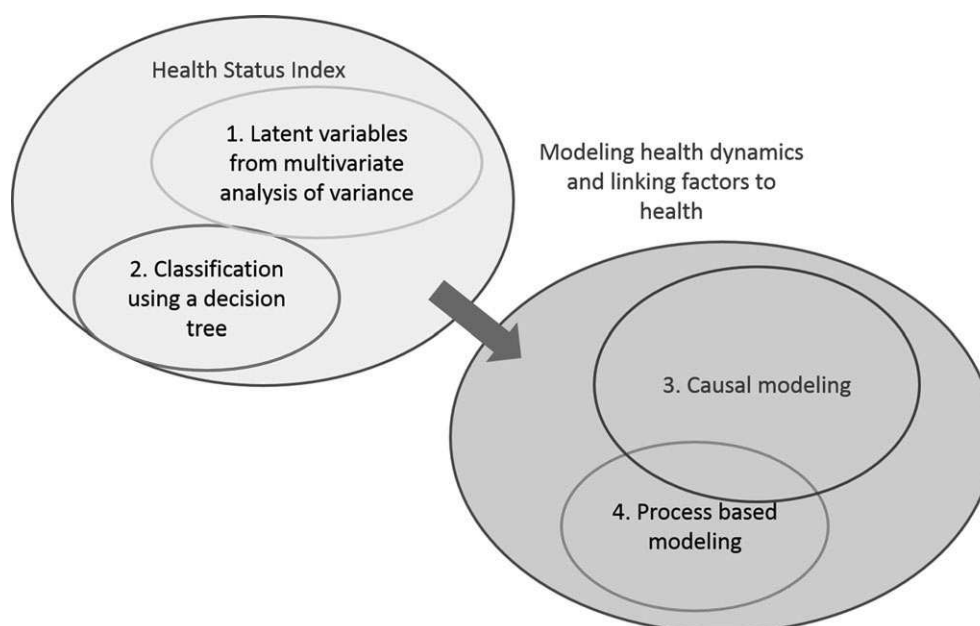 Health Status Index
1. Latent variables
from multivariate
analysis of variance
2. Classification
using a decision
tree
Modeling health dynamics
and linking factors to
health
3. Causal modeling
4. Process based
modeling